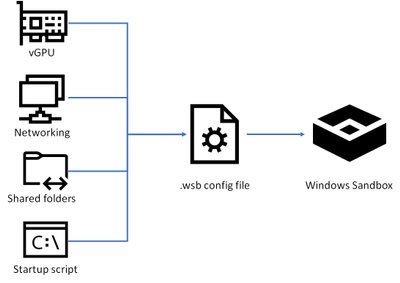 vGPU
Networking
Shared folders
C:\
Startup script
.wsb config file
Windows Sandbox